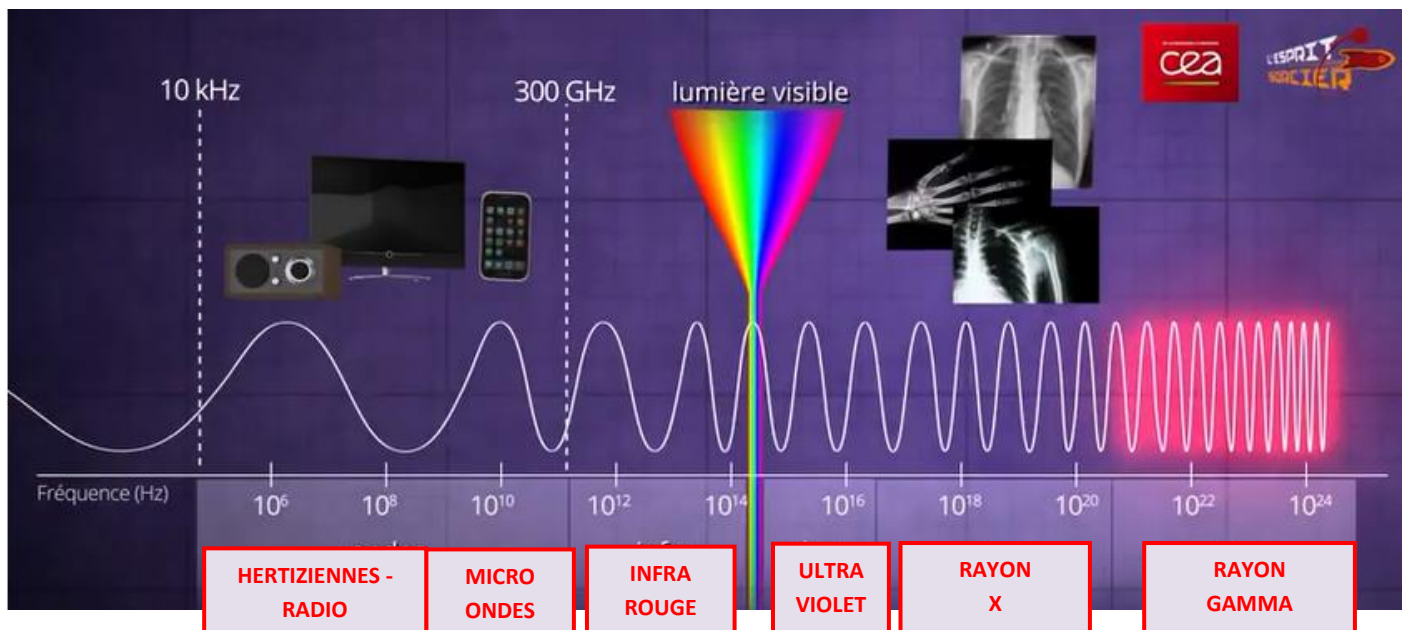 10 kHz
300 GHz
lumière visible
cea
L'ESPRIT
SORCIER
Fréquence (Hz)
10⁶
10⁸
10¹⁰
10¹²
10¹⁴
10¹⁶
10¹⁸
10²⁰
10²²
10²⁴
HERTIZIENNES -
RADIO
MICRO
ONDES
INFRA
ROUGE
ULTRA
VIOLET
RAYON
X
RAYON
GAMMA